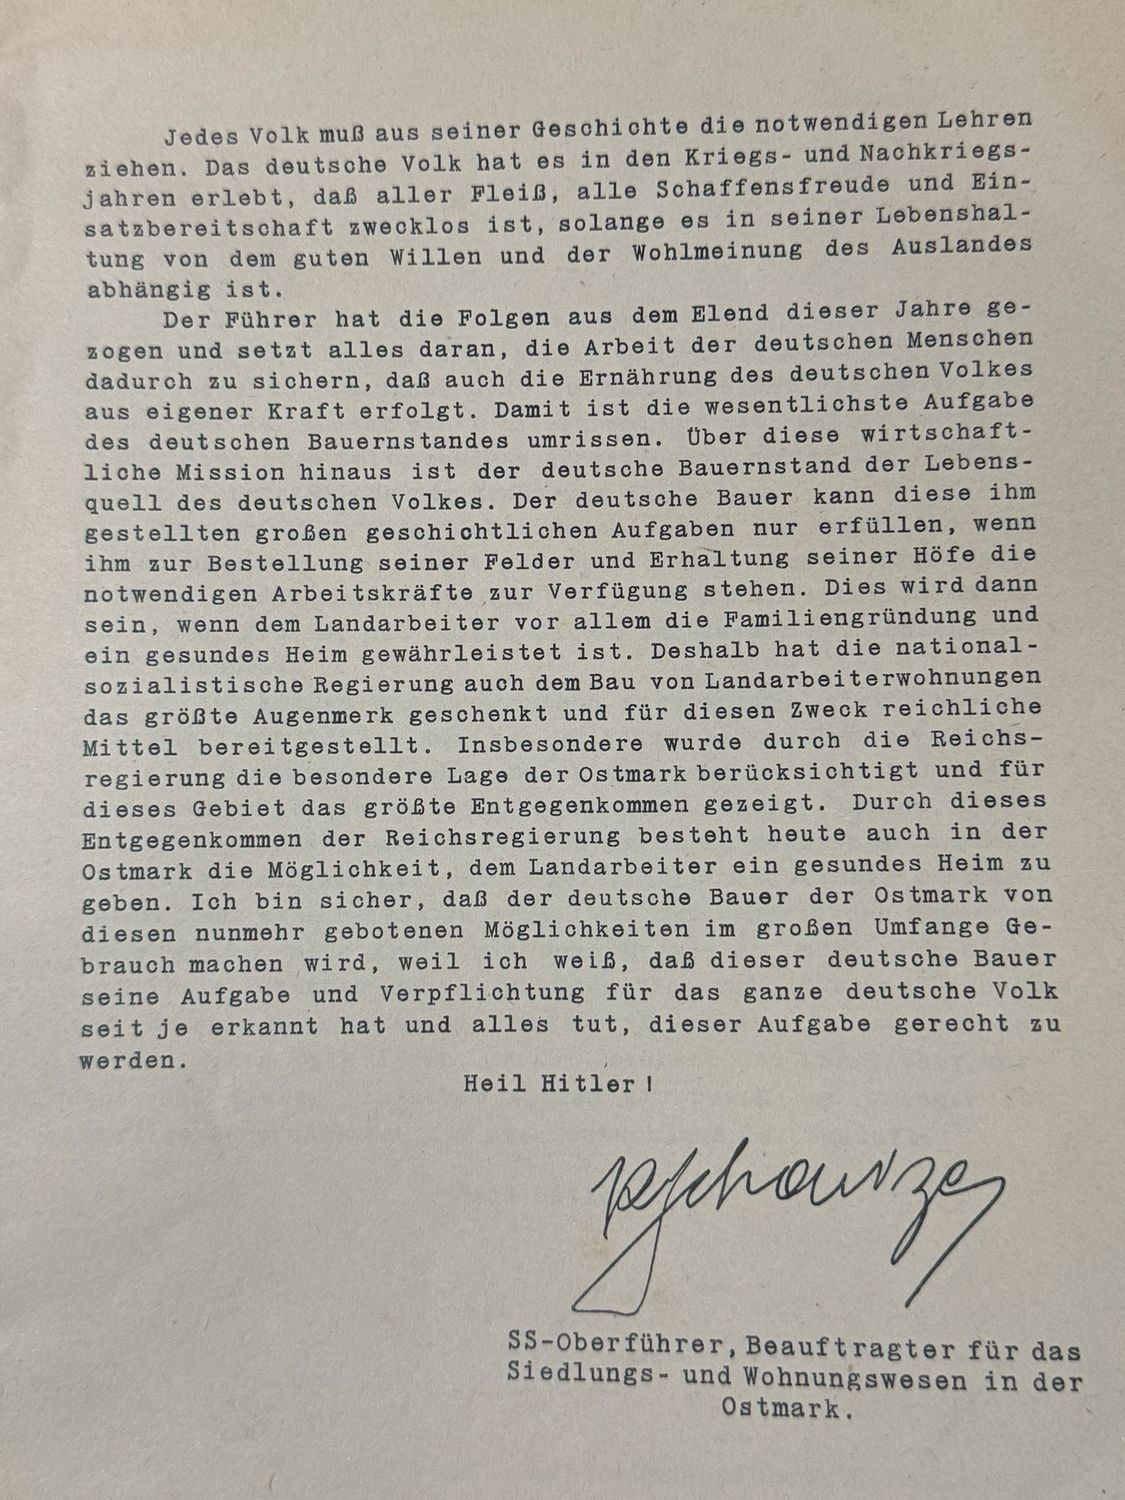 Jedes Volk muß aus seiner Geschichte die notwendigen Lehren
ziehen. Das deutsche Volk hat es in den Kriegs- und Nachkriegs-
jahren erlebt, daß aller Fleiß, alle Schaffensfreude und Ein-
satzbereitschaft zwecklos ist, solange es in seiner Lebenshal-
tung von dem guten Willen und der Wohlmeinung des Auslandes
abhängig ist.
Der Führer hat die Folgen aus dem Elend dieser Jahre ge-
zogen und setzt alles daran, die Arbeit der deutschen Menschen
dadurch zu sichern, daß auch die Ernährung des deutschen Volkes
aus eigener Kraft erfolgt. Damit ist die wesentlichste Aufgabe
des deutschen Bauernstandes umrissen. Über diese wirtschaft-
liche Mission hinaus ist der deutsche Bauernstand der Lebens-
quell des deutschen Volkes. Der deutsche Bauer kann diese ihm
gestellten großen geschichtlichen Aufgaben nur erfüllen, wenn
ihm zur Bestellung seiner Felder und Erhaltung seiner Höfe die
notwendigen Arbeitskräfte zur Verfügung stehen. Dies wird dann
sein, wenn dem Landarbeiter vor allem die Familiengründung und
ein gesundes Heim gewährleistet ist. Deshalb hat die national-
sozialistische Regierung auch dem Bau von Landarbeiterwohnungen
das größte Augenmerk geschenkt und für diesen Zweck reichliche
Mittel bereitgestellt. Insbesondere wurde durch die Reichs-
regierung die besondere Lage der Ostmark berücksichtigt und für
dieses Gebiet das größte Entgegenkommen gezeigt. Durch dieses
Entgegenkommen der Reichsregierung besteht heute auch in der
Ostmark die Möglichkeit, dem Landarbeiter ein gesundes Heim zu
geben. Ich bin sicher, daß der deutsche Bauer der Ostmark von
diesen nunmehr gebotenen Möglichkeiten im großen Umfange Ge-
brauch machen wird, weil ich weiß, daß dieser deutsche Bauer
seine Aufgabe und Verpflichtung für das ganze deutsche Volk
seit je erkannt hat und alles tut, dieser Aufgabe gerecht zu
werden.
Heil Hitler!
SS-Oberführer, Beauftragter für das
Siedlungs- und Wohnungswesen in der
Ostmark.